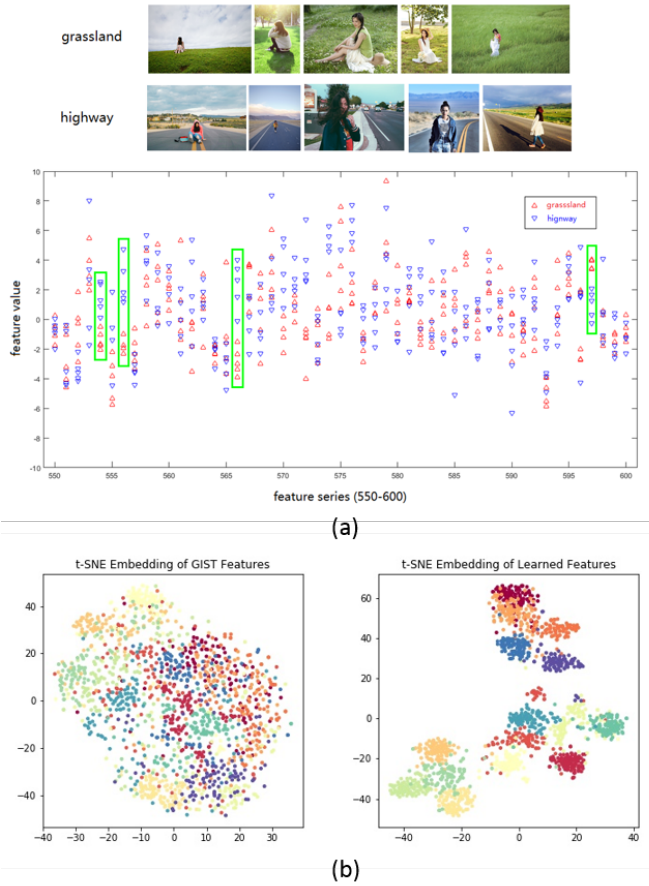 grassland
highway
10
8
6
4
2
0
-2
-4
-6
-8
-10
feature value
grasssland
hignway
550 555 560 565 570 575 580 585 590 595 600
feature series (550-600)
(a)
t-SNE Embedding of GIST Features
40
20
0
-20
-40
-40 -30 -20 -10 0 10 20 30
t-SNE Embedding of Learned Features
60
40
20
0
-20
-40
-40 -20 0 20 40
(b)